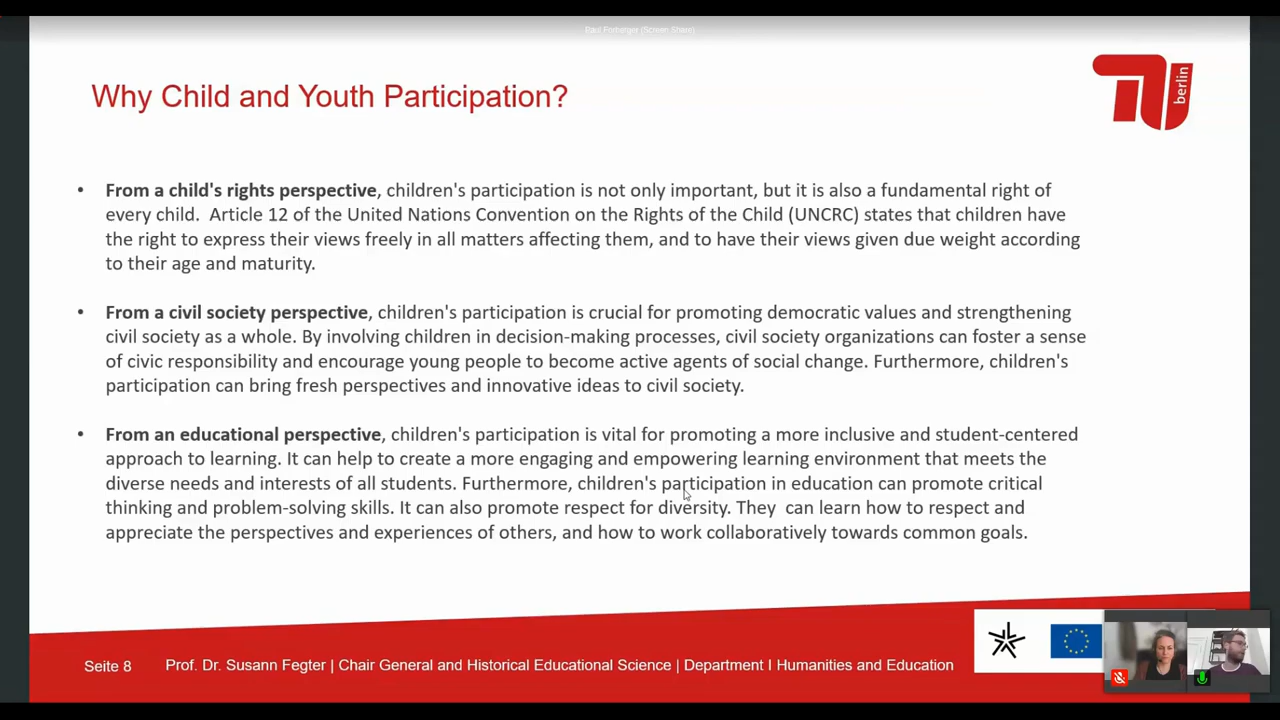 Paul Fomerger (Screen Share)
Why Child and Youth Participation?
berlin
• From a child's rights perspective, children's participation is not only important, but it is also a fundamental right of
every child.  Article 12 of the United Nations Convention on the Rights of the Child (UNCRC) states that children have
the right to express their views freely in all matters affecting them, and to have their views given due weight according
to their age and maturity.
• From a civil society perspective, children's participation is crucial for promoting democratic values and strengthening
civil society as a whole. By involving children in decision-making processes, civil society organizations can foster a sense
of civic responsibility and encourage young people to become active agents of social change. Furthermore, children's
participation can bring fresh perspectives and innovative ideas to civil society.
• From an educational perspective, children's participation is vital for promoting a more inclusive and student-centered
approach to learning. It can help to create a more engaging and empowering learning environment that meets the
diverse needs and interests of all students. Furthermore, children's participation in education can promote critical
thinking and problem-solving skills. It can also promote respect for diversity. They  can learn how to respect and
appreciate the perspectives and experiences of others, and how to work collaboratively towards common goals.
Seite 8 Prof. Dr. Susann Fegter | Chair General and Historical Educational Science | Department I Humanities and Education